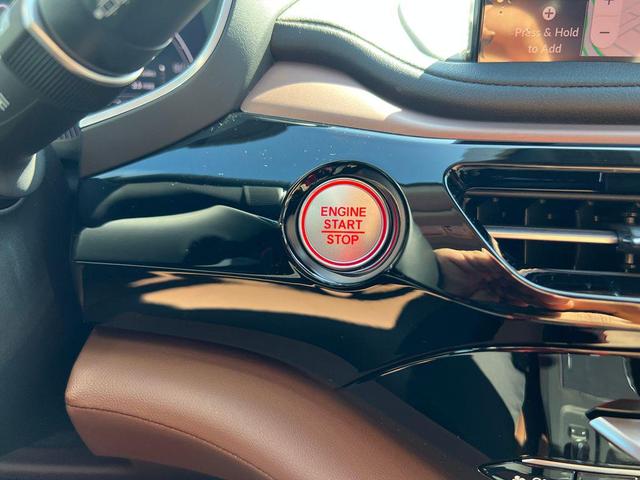 Press & Hold
to Add
ENGINE
START
STOP